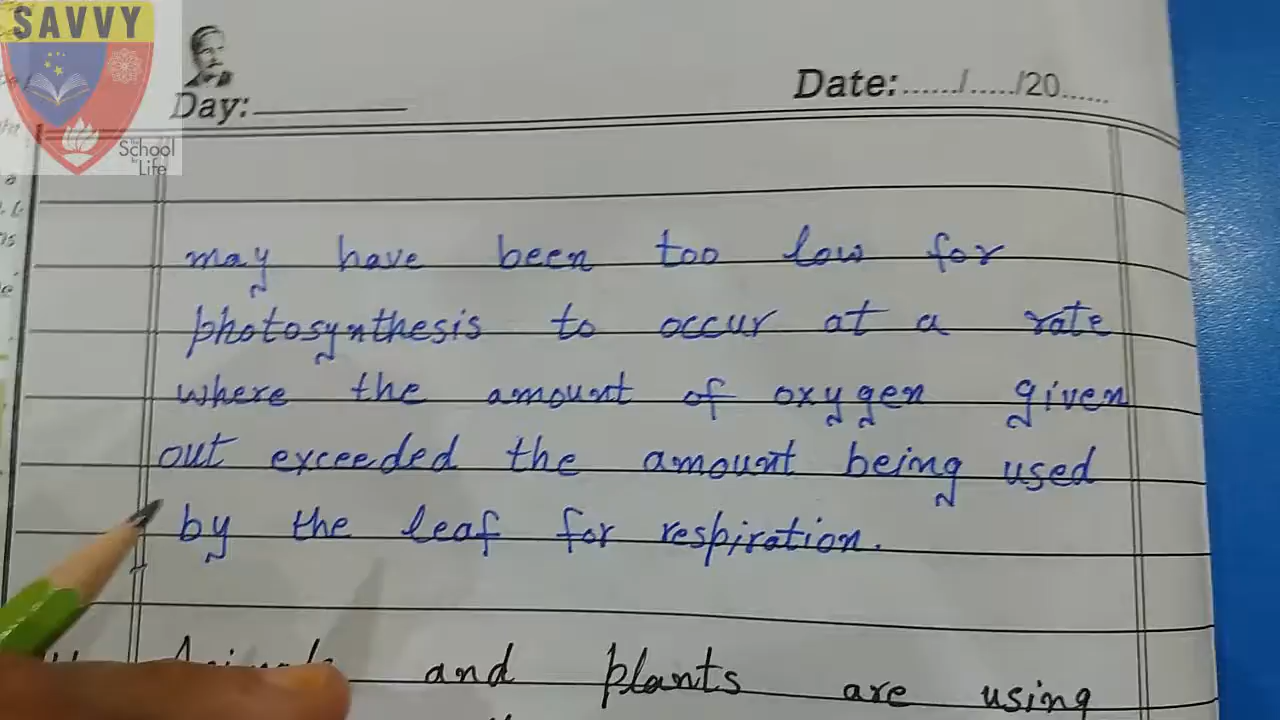 SAVVY
The School for Life
Day:
Date:....../...../20......
may have been too low for
photosynthesis to occur at a rate
where the amount of oxygen given
out exceeded the amount being used
by the leaf for respiration.
and plants are using